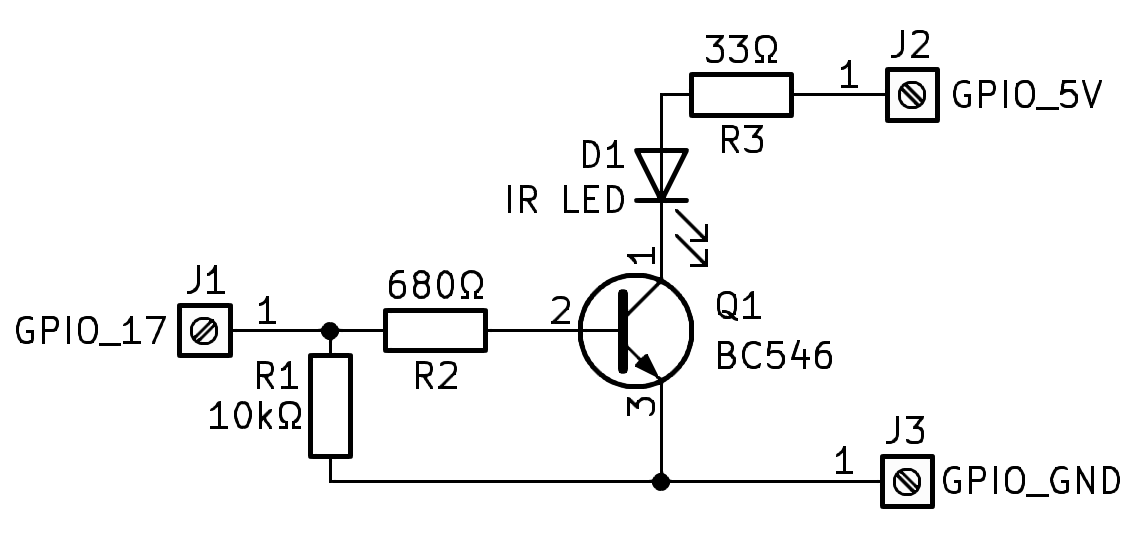 33Ω
J2
1
GPIO_5V
R3
D1
IR LED
1
J1
680Ω
GPIO_17
1
2
Q1
BC546
R1
R2
10kΩ
3
J3
1
GPIO_GND